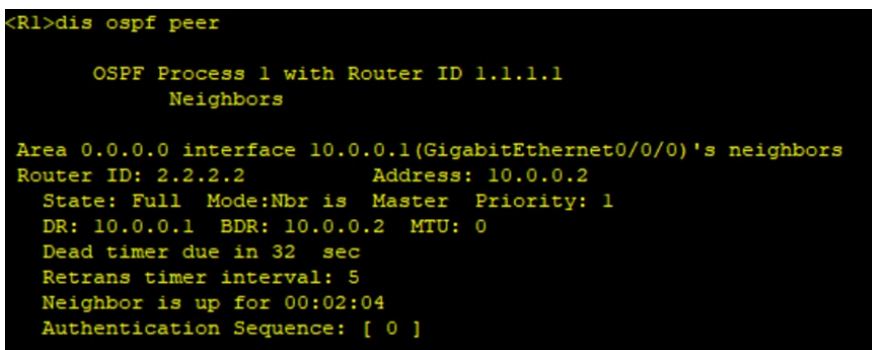 <R1>dis ospf peer
OSPF Process 1 with Router ID 1.1.1.1
Neighbors
Area 0.0.0.0 interface 10.0.0.1(GigabitEthernet0/0/0)'s neighbors
Router ID: 2.2.2.2 Address: 10.0.0.2
State: Full Mode:Nbr is Master Priority: 1
DR: 10.0.0.1 BDR: 10.0.0.2 MTU: 0
Dead timer due in 32 sec
Retrans timer interval: 5
Neighbor is up for 00:02:04
Authentication Sequence: [ 0 ]